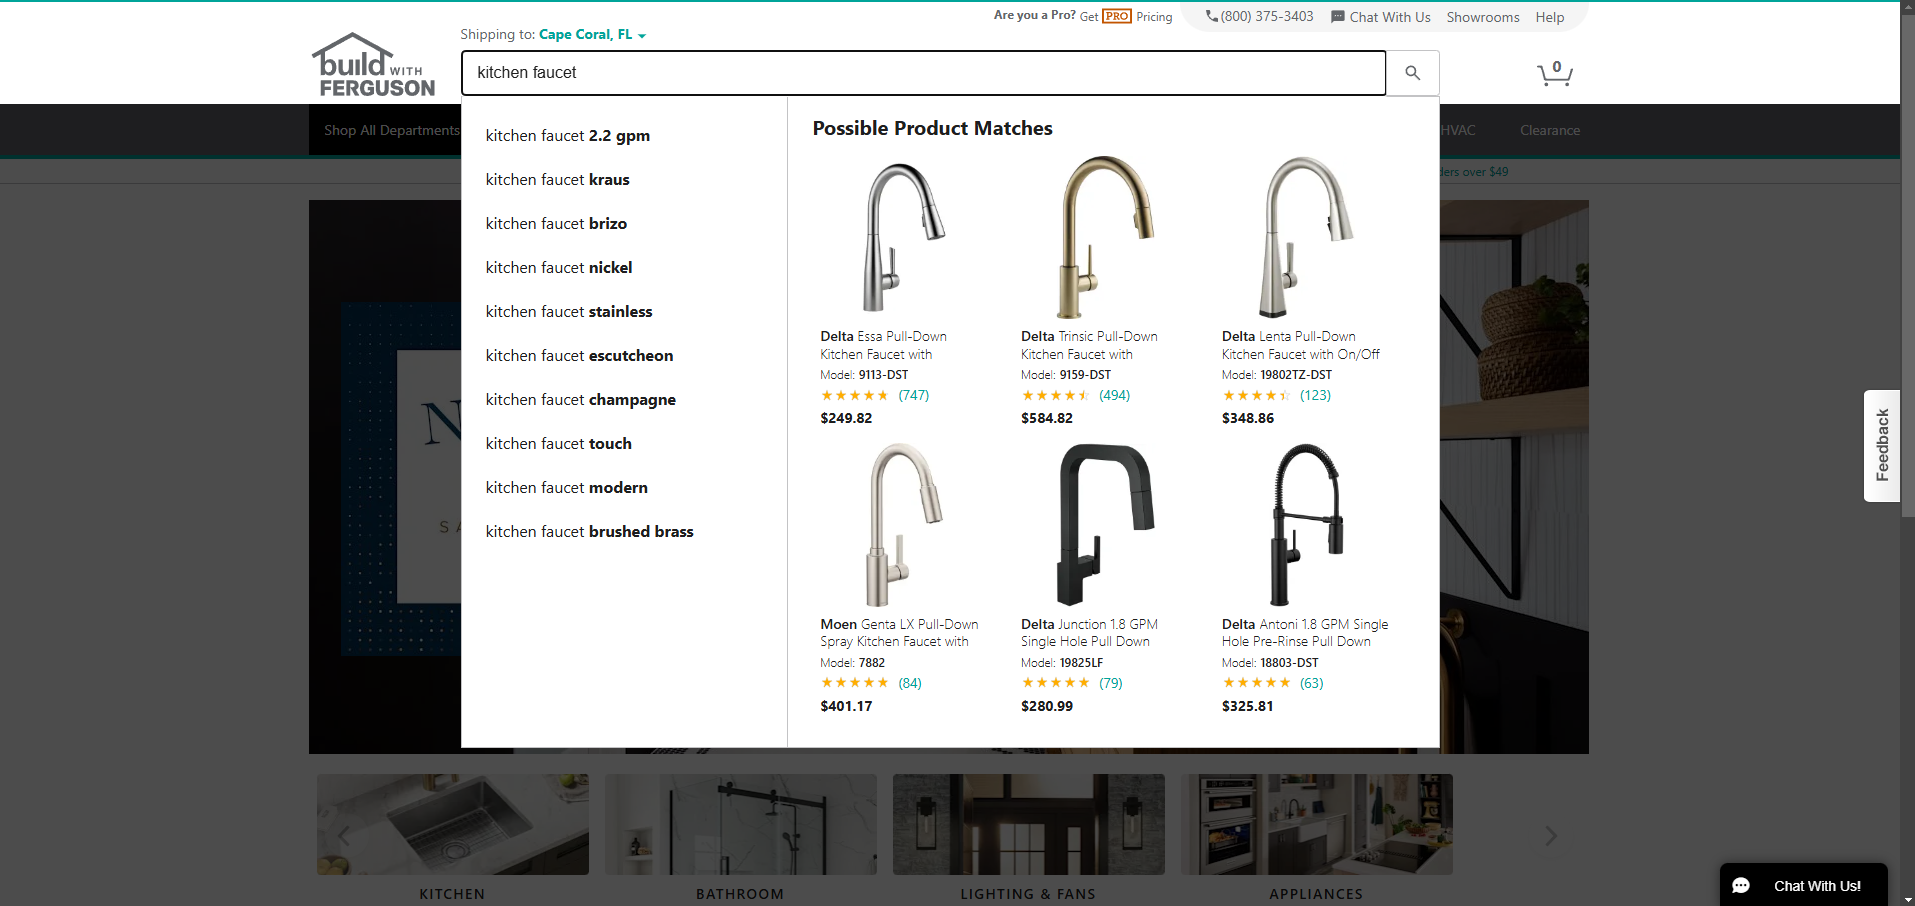 Are you a Pro? Get PRO Pricing
(800) 375-3403
Chat With Us
Showrooms
Help
Shipping to: Cape Coral, FL
build WITH
FERGUSON
kitchen faucet
0
Shop All Departments
HVAC
Clearance
ders over $49
kitchen faucet 2.2 gpm
kitchen faucet kraus
kitchen faucet brizo
kitchen faucet nickel
kitchen faucet stainless
kitchen faucet escutcheon
kitchen faucet champagne
kitchen faucet touch
kitchen faucet modern
kitchen faucet brushed brass
Possible Product Matches
Delta Essa Pull-Down
Kitchen Faucet with
Model: 9113-DST
(747)
$249.82
Delta Trinsic Pull-Down
Kitchen Faucet with
Model: 9159-DST
(494)
$584.82
Delta Lenta Pull-Down
Kitchen Faucet with On/Off
Model: 19802TZ-DST
(123)
$348.86
Moen Genta LX Pull-Down
Spray Kitchen Faucet with
Model: 7882
(84)
$401.17
Delta Junction 1.8 GPM
Single Hole Pull Down
Model: 19825LF
(79)
$280.99
Delta Antoni 1.8 GPM Single
Hole Pre-Rinse Pull Down
Model: 18803-DST
(63)
$325.81
N
SA
Feedback
KITCHEN
BATHROOM
LIGHTING & FANS
APPLIANCES
Chat With Us!